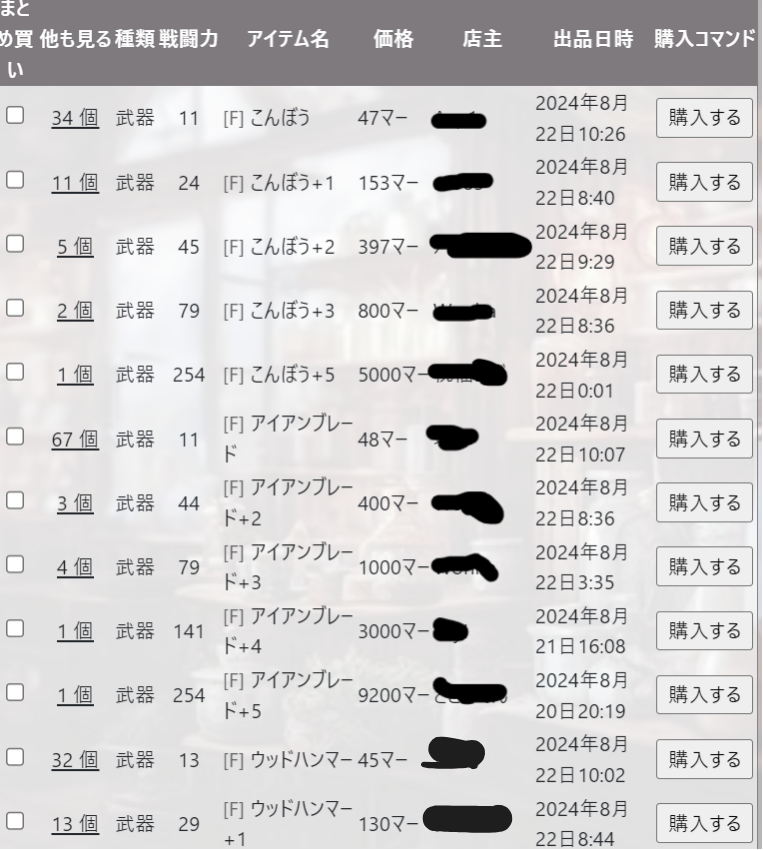 まと
め買 他も見る 種類 戦闘力 アイテム名 価格 店主 出品日時 購入コマンド
い
34 個 武器 11 [F] こんぼう 47マー 2024年8月 購入する
22日10:26
11 個 武器 24 [F] こんぼう+1 153マー 2024年8月 購入する
22日8:40
5 個 武器 45 [F] こんぼう+2 397マー 2024年8月 購入する
22日9:29
2 個 武器 79 [F] こんぼう+3 800マー 2024年8月 購入する
22日8:36
1 個 武器 254 [F] こんぼう+5 5000マー 2024年8月 購入する
22日0:01
67 個 武器 11 [F] アイアンブレー 48マー 2024年8月 購入する
ド 22日10:07
3 個 武器 44 [F] アイアンブレー 400マー 2024年8月 購入する
ド+2 22日8:36
4 個 武器 79 [F] アイアンブレー 1000マー 2024年8月 購入する
ド+3 22日3:35
1 個 武器 141 [F] アイアンブレー 3000マー 2024年8月 購入する
ド+4 21日16:08
1 個 武器 254 [F] アイアンブレー 9200マー 2024年8月 購入する
ド+5 20日20:19
32 個 武器 13 [F] ウッドハンマー 45マー 2024年8月 購入する
22日10:02
13 個 武器 29 [F] ウッドハンマー 130マー 2024年8月 購入する
+1 22日8:44